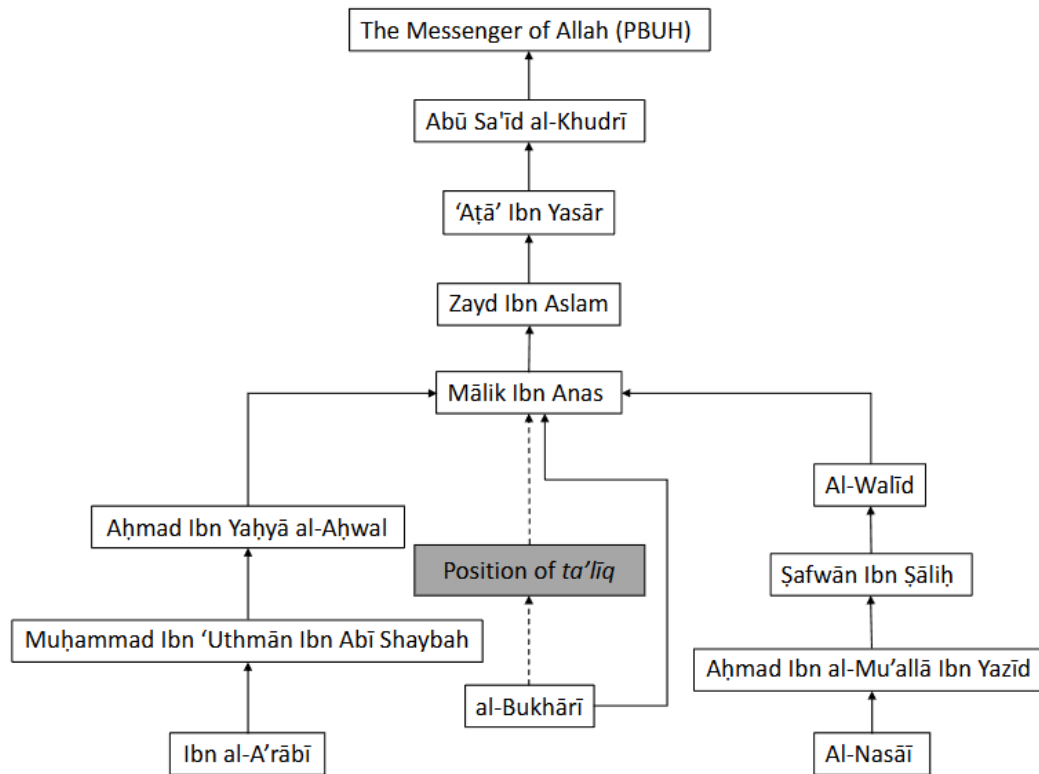 The Messenger of Allah (PBUH)
Abū Sa'īd al-Khudrī
‘Aṭā’ Ibn Yasār
Zayd Ibn Aslam
Mālik Ibn Anas
Al-Walīd
Aḥmad Ibn Yaḥyā al-Aḥwal
Position of ta’līq
Ṣafwān Ibn Ṣāliḥ
Muḥammad Ibn ‘Uthmān Ibn Abī Shaybah
Aḥmad Ibn al-Mu’allā Ibn Yazīd
al-Bukhārī
Ibn al-A’rābī
Al-Nasāī